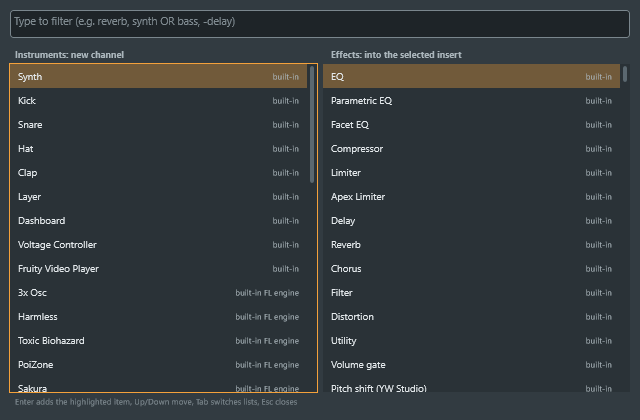 Type to filter (e.g. reverb, synth OR bass, -delay)
Instruments: new channel
Synth built-in
Kick built-in
Snare built-in
Hat built-in
Clap built-in
Layer built-in
Dashboard built-in
Voltage Controller built-in
Fruity Video Player built-in
3x Osc built-in FL engine
Harmless built-in FL engine
Toxic Biohazard built-in FL engine
PoiZone built-in FL engine
Sakura built-in FL engine
Effects: into the selected insert
EQ built-in
Parametric EQ built-in
Facet EQ built-in
Compressor built-in
Limiter built-in
Apex Limiter built-in
Delay built-in
Reverb built-in
Chorus built-in
Filter built-in
Distortion built-in
Utility built-in
Volume gate built-in
Pitch shift (YW Studio) built-in
Enter adds the highlighted item, Up/Down move, Tab switches lists, Esc closes